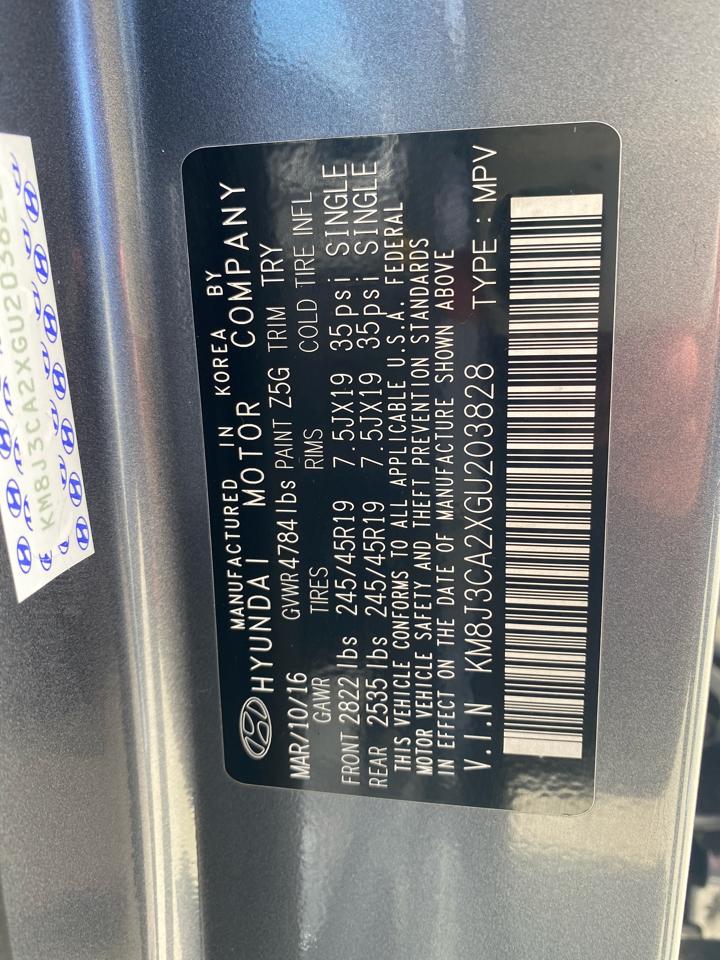 MANUFACTURED IN KOREA BY
HYUNDAI MOTOR COMPANY
MAR/10/16 GVWR 4784 lbs PAINT Z5G TRIM TRY
GAWR TIRES RIMS COLD TIRE INFL
FRONT 2822 lbs 245/45R19 7.5JX19 35psi SINGLE
REAR 2535 lbs 245/45R19 7.5JX19 35psi SINGLE
THIS VEHICLE CONFORMS TO ALL APPLICABLE U.S.A. FEDERAL
MOTOR VEHICLE SAFETY AND THEFT PREVENTION STANDARDS
IN EFFECT ON THE DATE OF MANUFACTURE SHOWN ABOVE
V.I.N KM8J3CA2XGU203828 TYPE : MPV